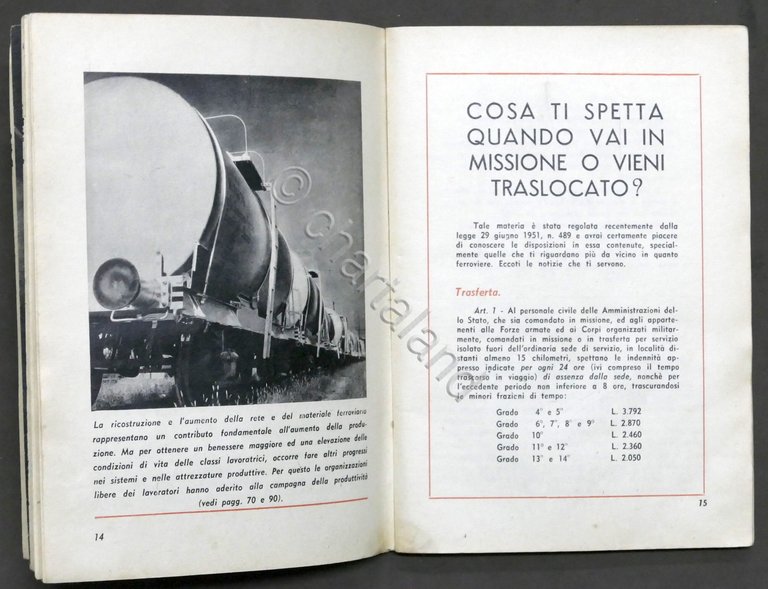 La ricostruzione e l'aumento della rete e del materiale ferroviario
rappresentano un contributo fondamentale all'aumento della produ-
zione. Ma per ottenere un benessere maggiore ed una elevazione delle
condizioni di vita delle classi lavoratrici, occorre fare altri progressi
nei sistemi e nelle attrezzature produttive. Per questo le organizzazioni
libere dei lavoratori hanno aderito alla campagna della produttività
(vedi pagg. 70 e 90).
14
COSA TI SPETTA
QUANDO VAI IN
MISSIONE O VIENI
TRASLOCATO?
Tale materia è stata regolata recentemente dalla
legge 29 giugno 1951, n. 489 e avrai certamente piacere
di conoscere le disposizioni in essa contenute, special-
mente quelle che ti riguardano più da vicino in quanto
ferroviere. Eccoti le notizie che ti servono.
Trasferta.
Art. 1 - Al personale civile delle Amministrazioni del-
lo Stato, che sia comandato in missione, ed agli apparte-
nenti alle Forze armate ed ai Corpi organizzati militar-
mente, comandati in missione o in trasferta per servizio
isolato fuori dell'ordinaria sede di servizio, in località di-
stanti almeno 15 chilometri, spettano le indennità ap-
presso indicate per ogni 24 ore (ivi compreso il tempo
trascorso in viaggio) di assenza dalla sede, nonchè per
l'eccedente periodo non inferiore a 8 ore, trascurandosi
le minori frazioni di tempo:
Grado 4° e 5° L. 3.792
Grado 6°, 7°, 8° e 9° L. 2.870
Grado 10° L. 2.460
Grado 11° e 12° L. 2.360
Grado 13° e 14° L. 2.050
15
© chartaland